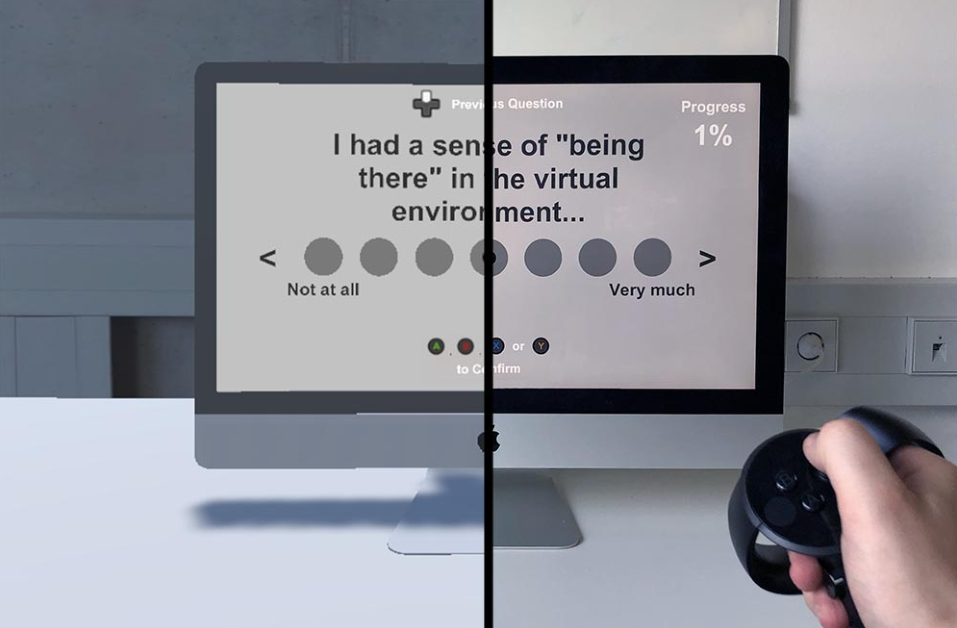 Previous Question
Progress
1%
I had a sense of "being
there" in the virtual
environment...
< >
Not at all Very much
A , B , X or Y
to Confirm